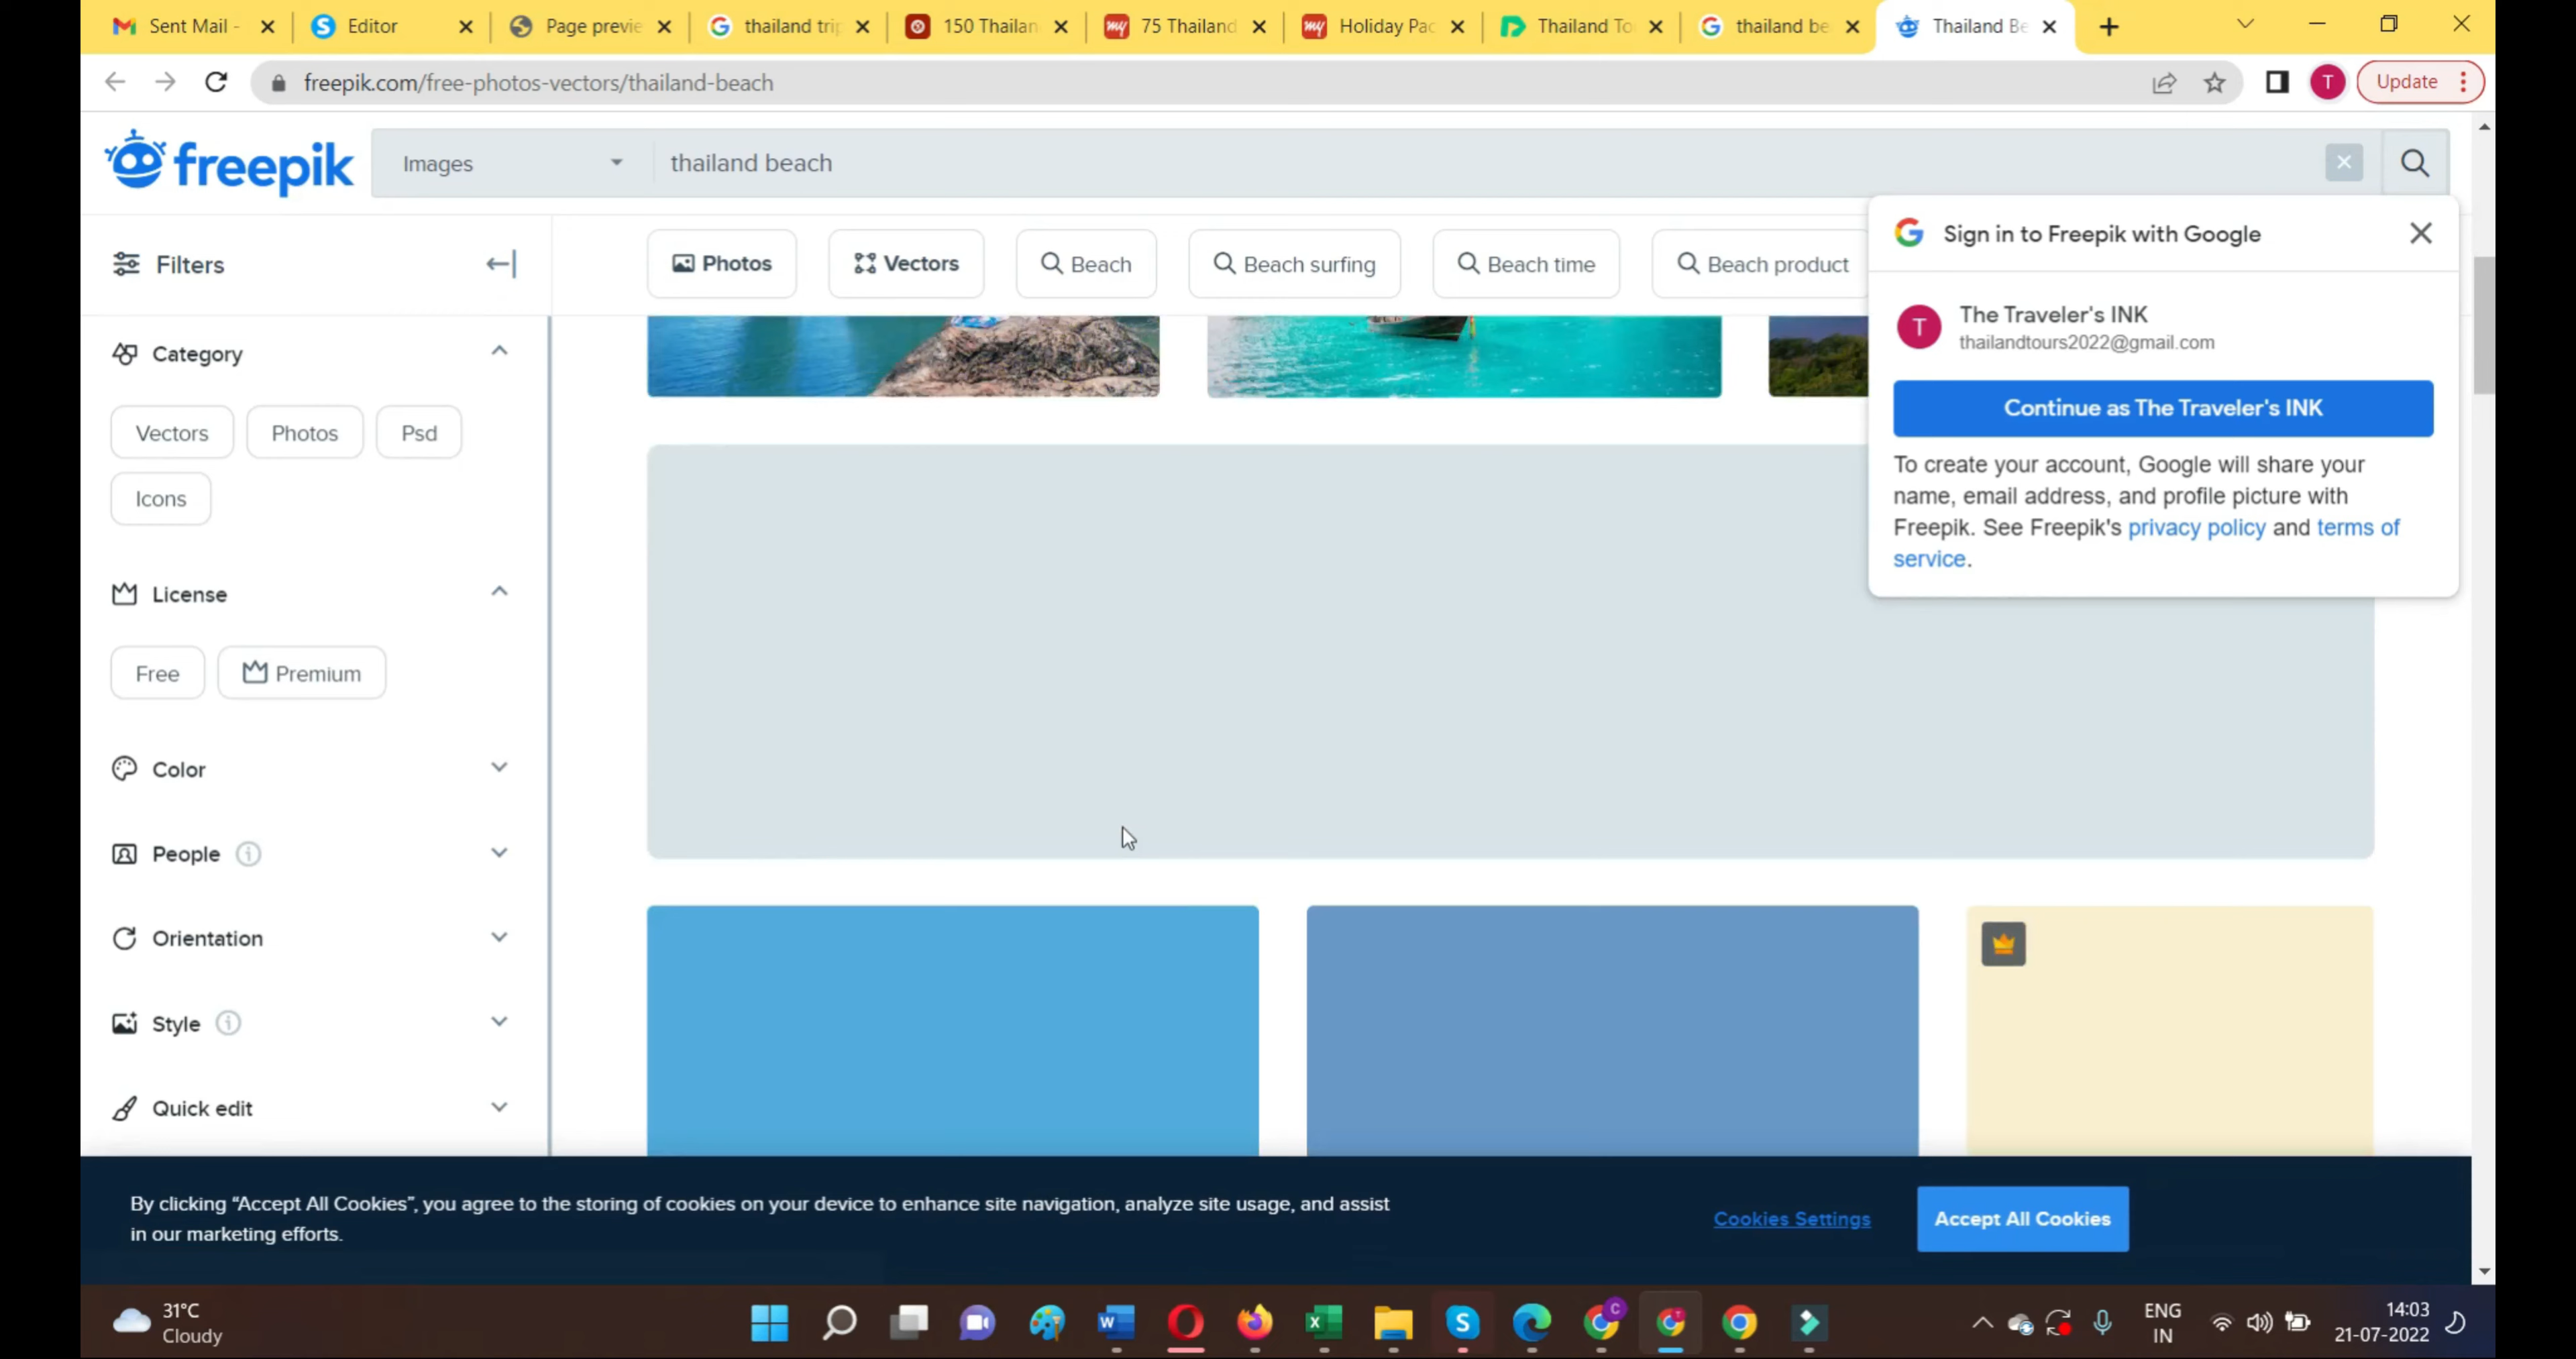 Sent Mail -
Editor
Page previe
thailand trip
150 Thailan
75 Thailand
Holiday Pac
Thailand To
thailand be
Thailand Be
freepik.com/free-photos-vectors/thailand-beach
T
Update
freepik
Images
thailand beach
Filters
Photos
Vectors
Beach
Beach surfing
Beach time
Beach product
Sign in to Freepik with Google
T
The Traveler's INK
thailandtours2022@gmail.com
Continue as The Traveler's INK
To create your account, Google will share your
name, email address, and profile picture with
Freepik. See Freepik's privacy policy and terms of
service.
Category
Vectors
Photos
Psd
Icons
License
Free
Premium
Color
People
Orientation
Style
Quick edit
By clicking “Accept All Cookies”, you agree to the storing of cookies on your device to enhance site navigation, analyze site usage, and assist
in our marketing efforts.
Cookies Settings
Accept All Cookies
31°C
Cloudy
ENG
IN
14:03
21-07-2022